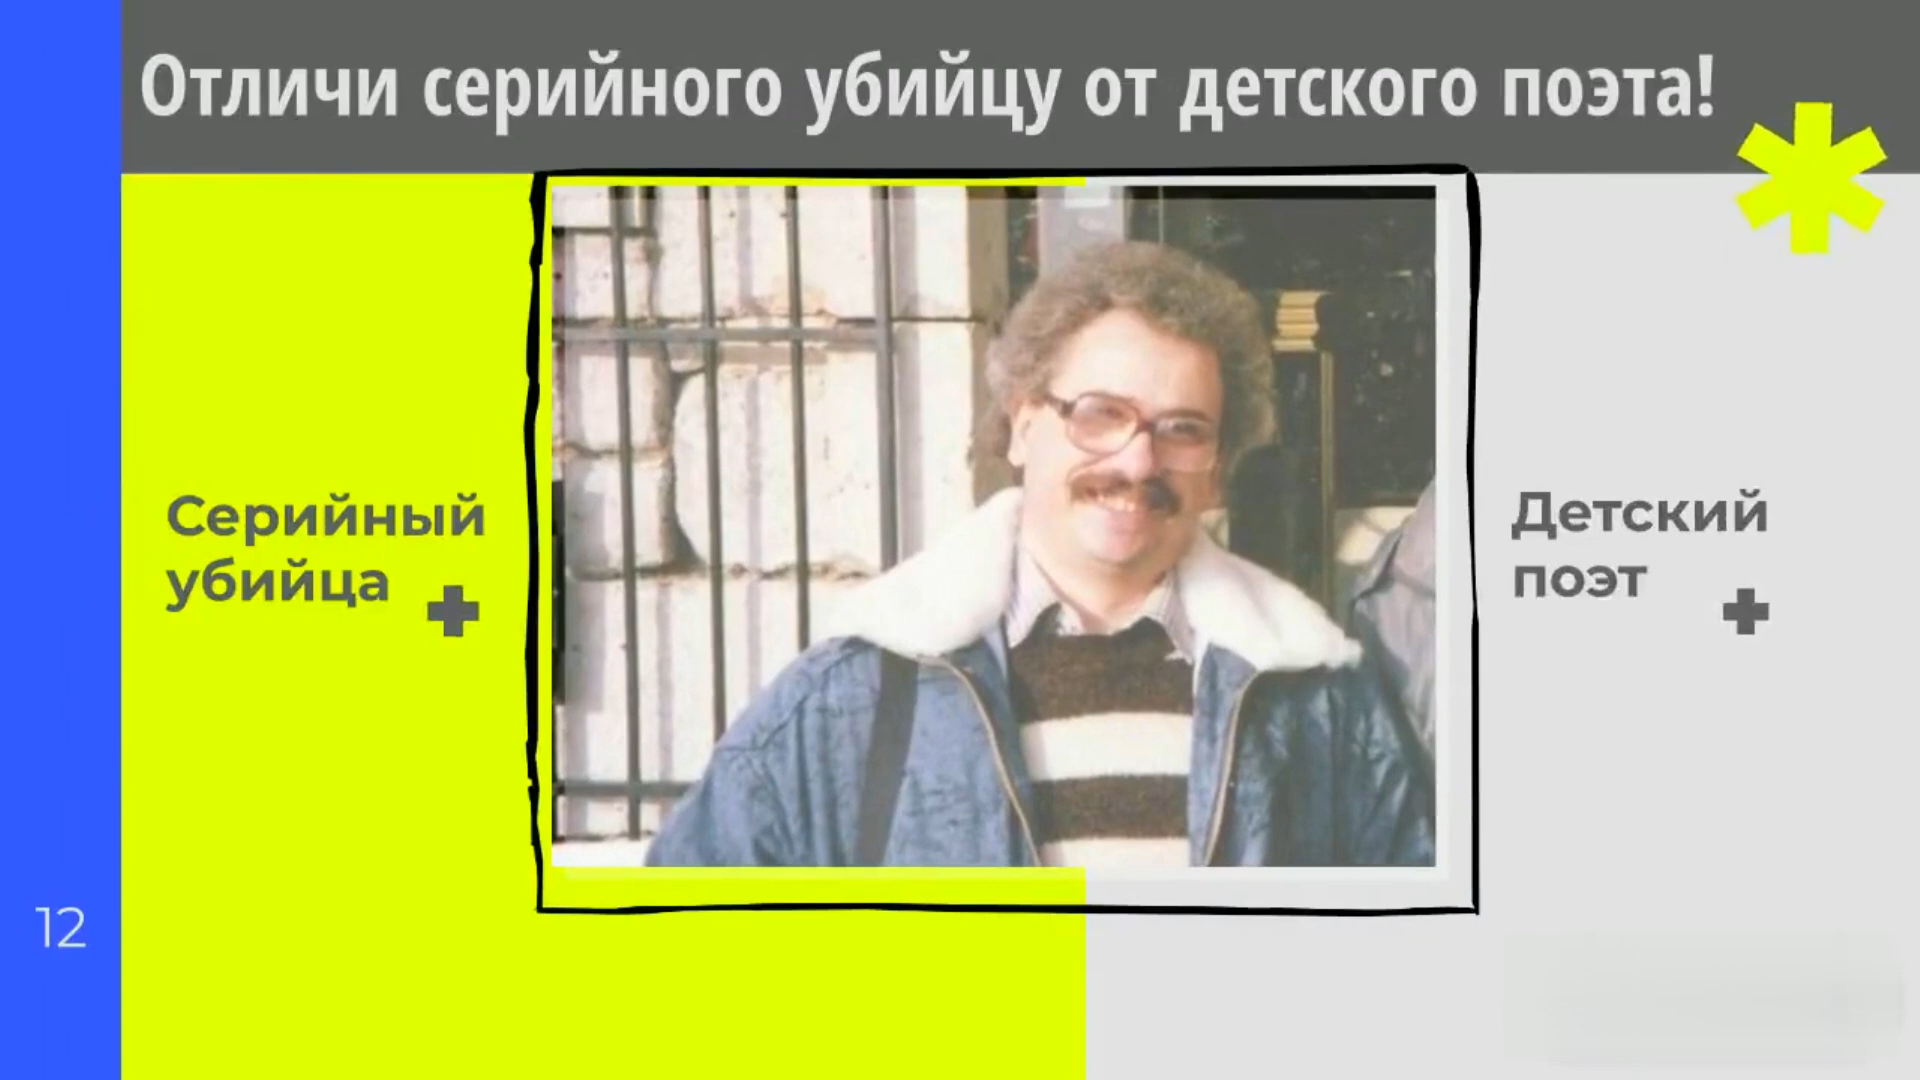 Отличи серийного убийцу от детского поэта!
Серийный
убийца
Детский
поэт
12